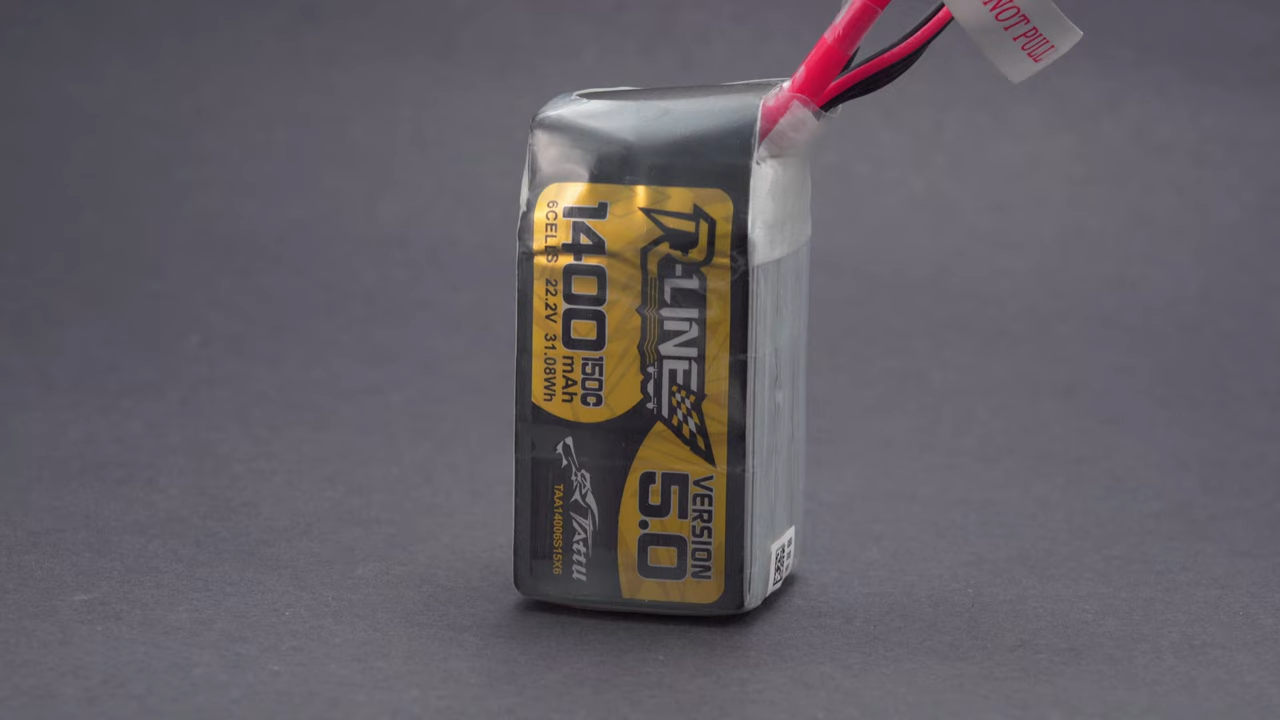 NOT PULL
R-LINE
VERSION
5.0
1400 150C
mAh
6CELLS 22.2V 31.08Wh
TATTU
TAA14006S15X6